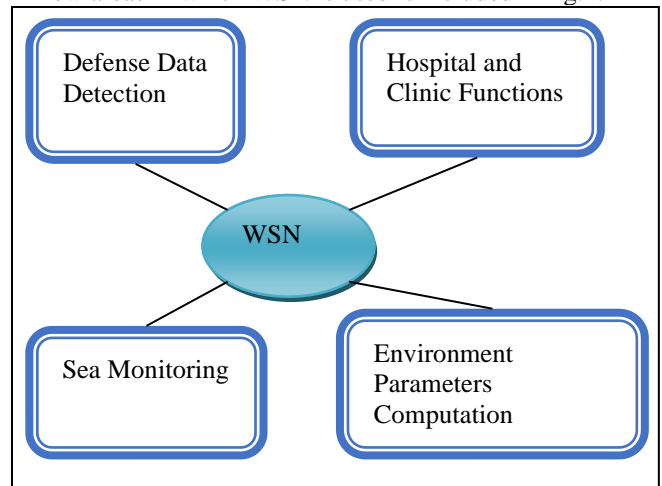 Defense Data
Detection
Hospital and
Clinic Functions
WSN
Sea Monitoring
Environment
Parameters
Computation